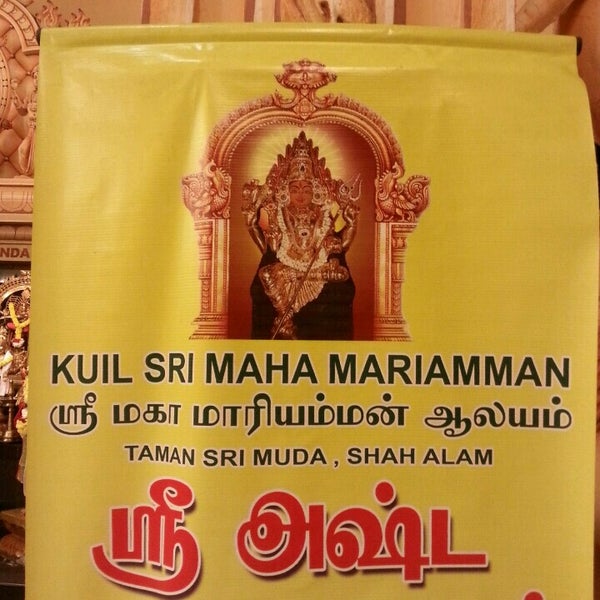 KUIL SRI MAHA MARIAMMAN
ஸ்ரீ மகா மாரியம்மன் ஆலயம்
TAMAN SRI MUDA , SHAH ALAM
ஸ்ரீ அஷ்ட